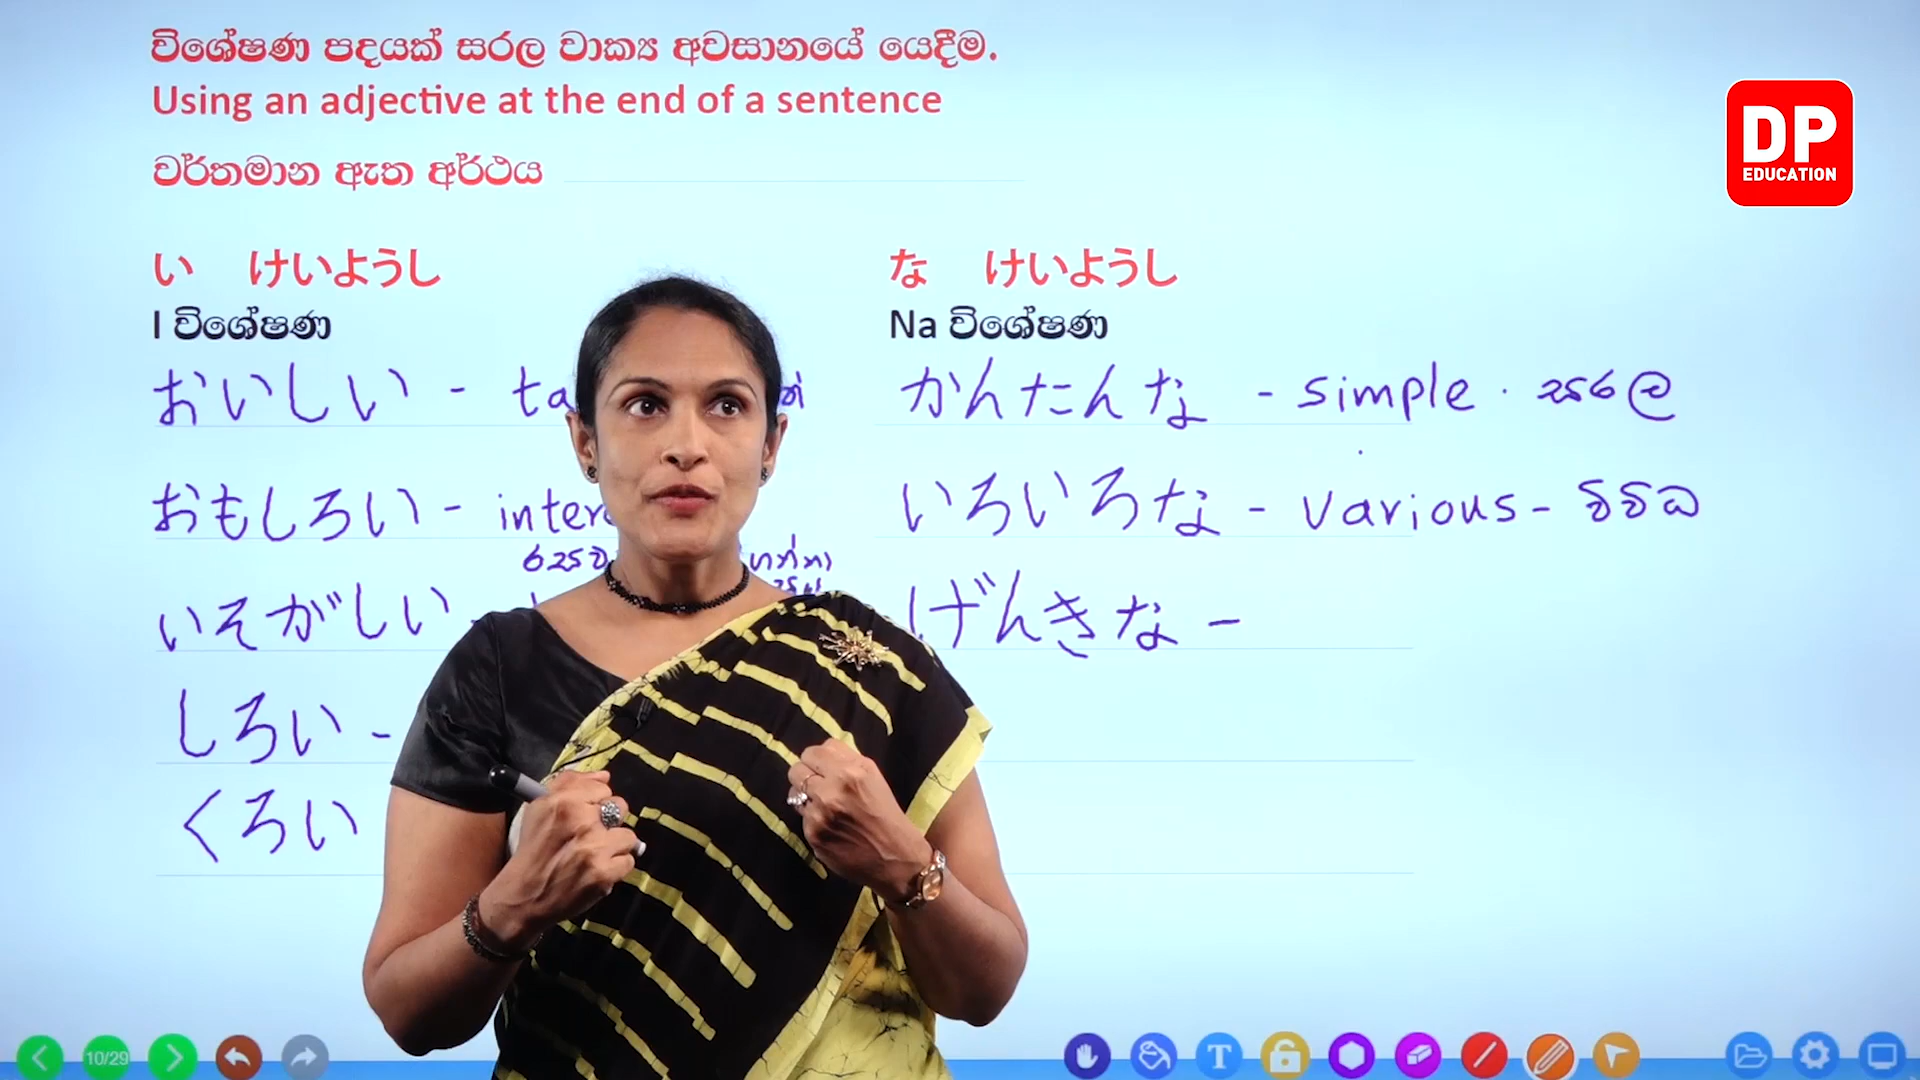 විශේෂණ පදයක් සරල වාක්‍ය අවසානයේ යෙදීම.
Using an adjective at the end of a sentence
වර්තමාන ඇත අර්ථය
DP
EDUCATION
い けいようし
I විශේෂණ
おいしい -
おもしろい -
いそがしい -
しろい -
くろい
な けいようし
Na විශේෂණ
かんたんな - simple · සරල
いろいろな - various - විවිධ
げんきな -
10/29
T